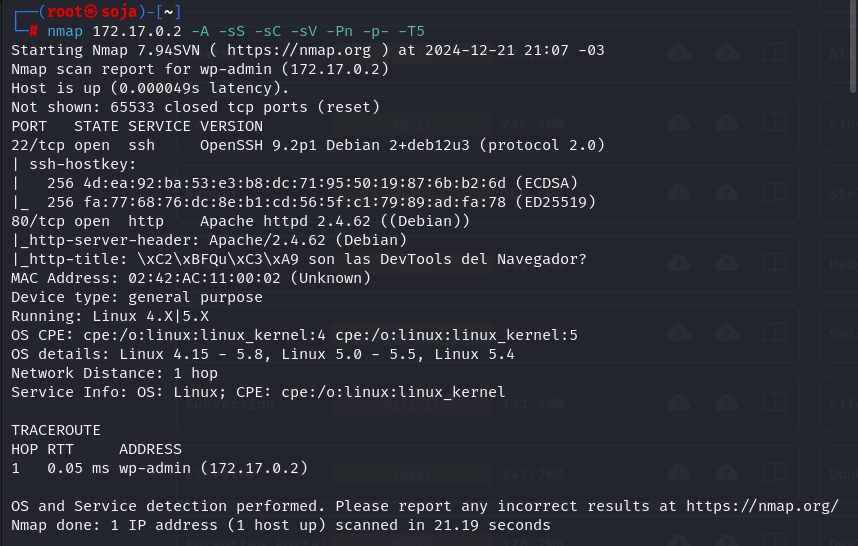 ┌──(root㉿soja)-[~]
└─# nmap 172.17.0.2 -A -sS -sC -sV -Pn -p- -T5
Starting Nmap 7.94SVN ( https://nmap.org ) at 2024-12-21 21:07 -03
Nmap scan report for wp-admin (172.17.0.2)
Host is up (0.000049s latency).
Not shown: 65533 closed tcp ports (reset)
PORT   STATE SERVICE VERSION
22/tcp open  ssh     OpenSSH 9.2p1 Debian 2+deb12u3 (protocol 2.0)
| ssh-hostkey:
|   256 4d:ea:92:ba:53:e3:b8:dc:71:95:50:19:87:6b:b2:6d (ECDSA)
|_  256 fa:77:68:76:dc:8e:b1:cd:56:5f:c1:79:89:ad:fa:78 (ED25519)
80/tcp open  http    Apache httpd 2.4.62 ((Debian))
|_http-server-header: Apache/2.4.62 (Debian)
|_http-title: \xC2\xBFQu\xC3\xA9 son las DevTools del Navegador?
MAC Address: 02:42:AC:11:00:02 (Unknown)
Device type: general purpose
Running: Linux 4.X|5.X
OS CPE: cpe:/o:linux:linux_kernel:4 cpe:/o:linux:linux_kernel:5
OS details: Linux 4.15 - 5.8, Linux 5.0 - 5.5, Linux 5.4
Network Distance: 1 hop
Service Info: OS: Linux; CPE: cpe:/o:linux:linux_kernel
Subversion 133.3MB
TRACEROUTE
HOP RTT     ADDRESS
1   0.05 ms wp-admin (172.17.0.2)
347.7MB
OS and Service detection performed. Please report any incorrect results at https://nmap.org/
Nmap done: 1 IP address (1 host up) scanned in 21.19 seconds